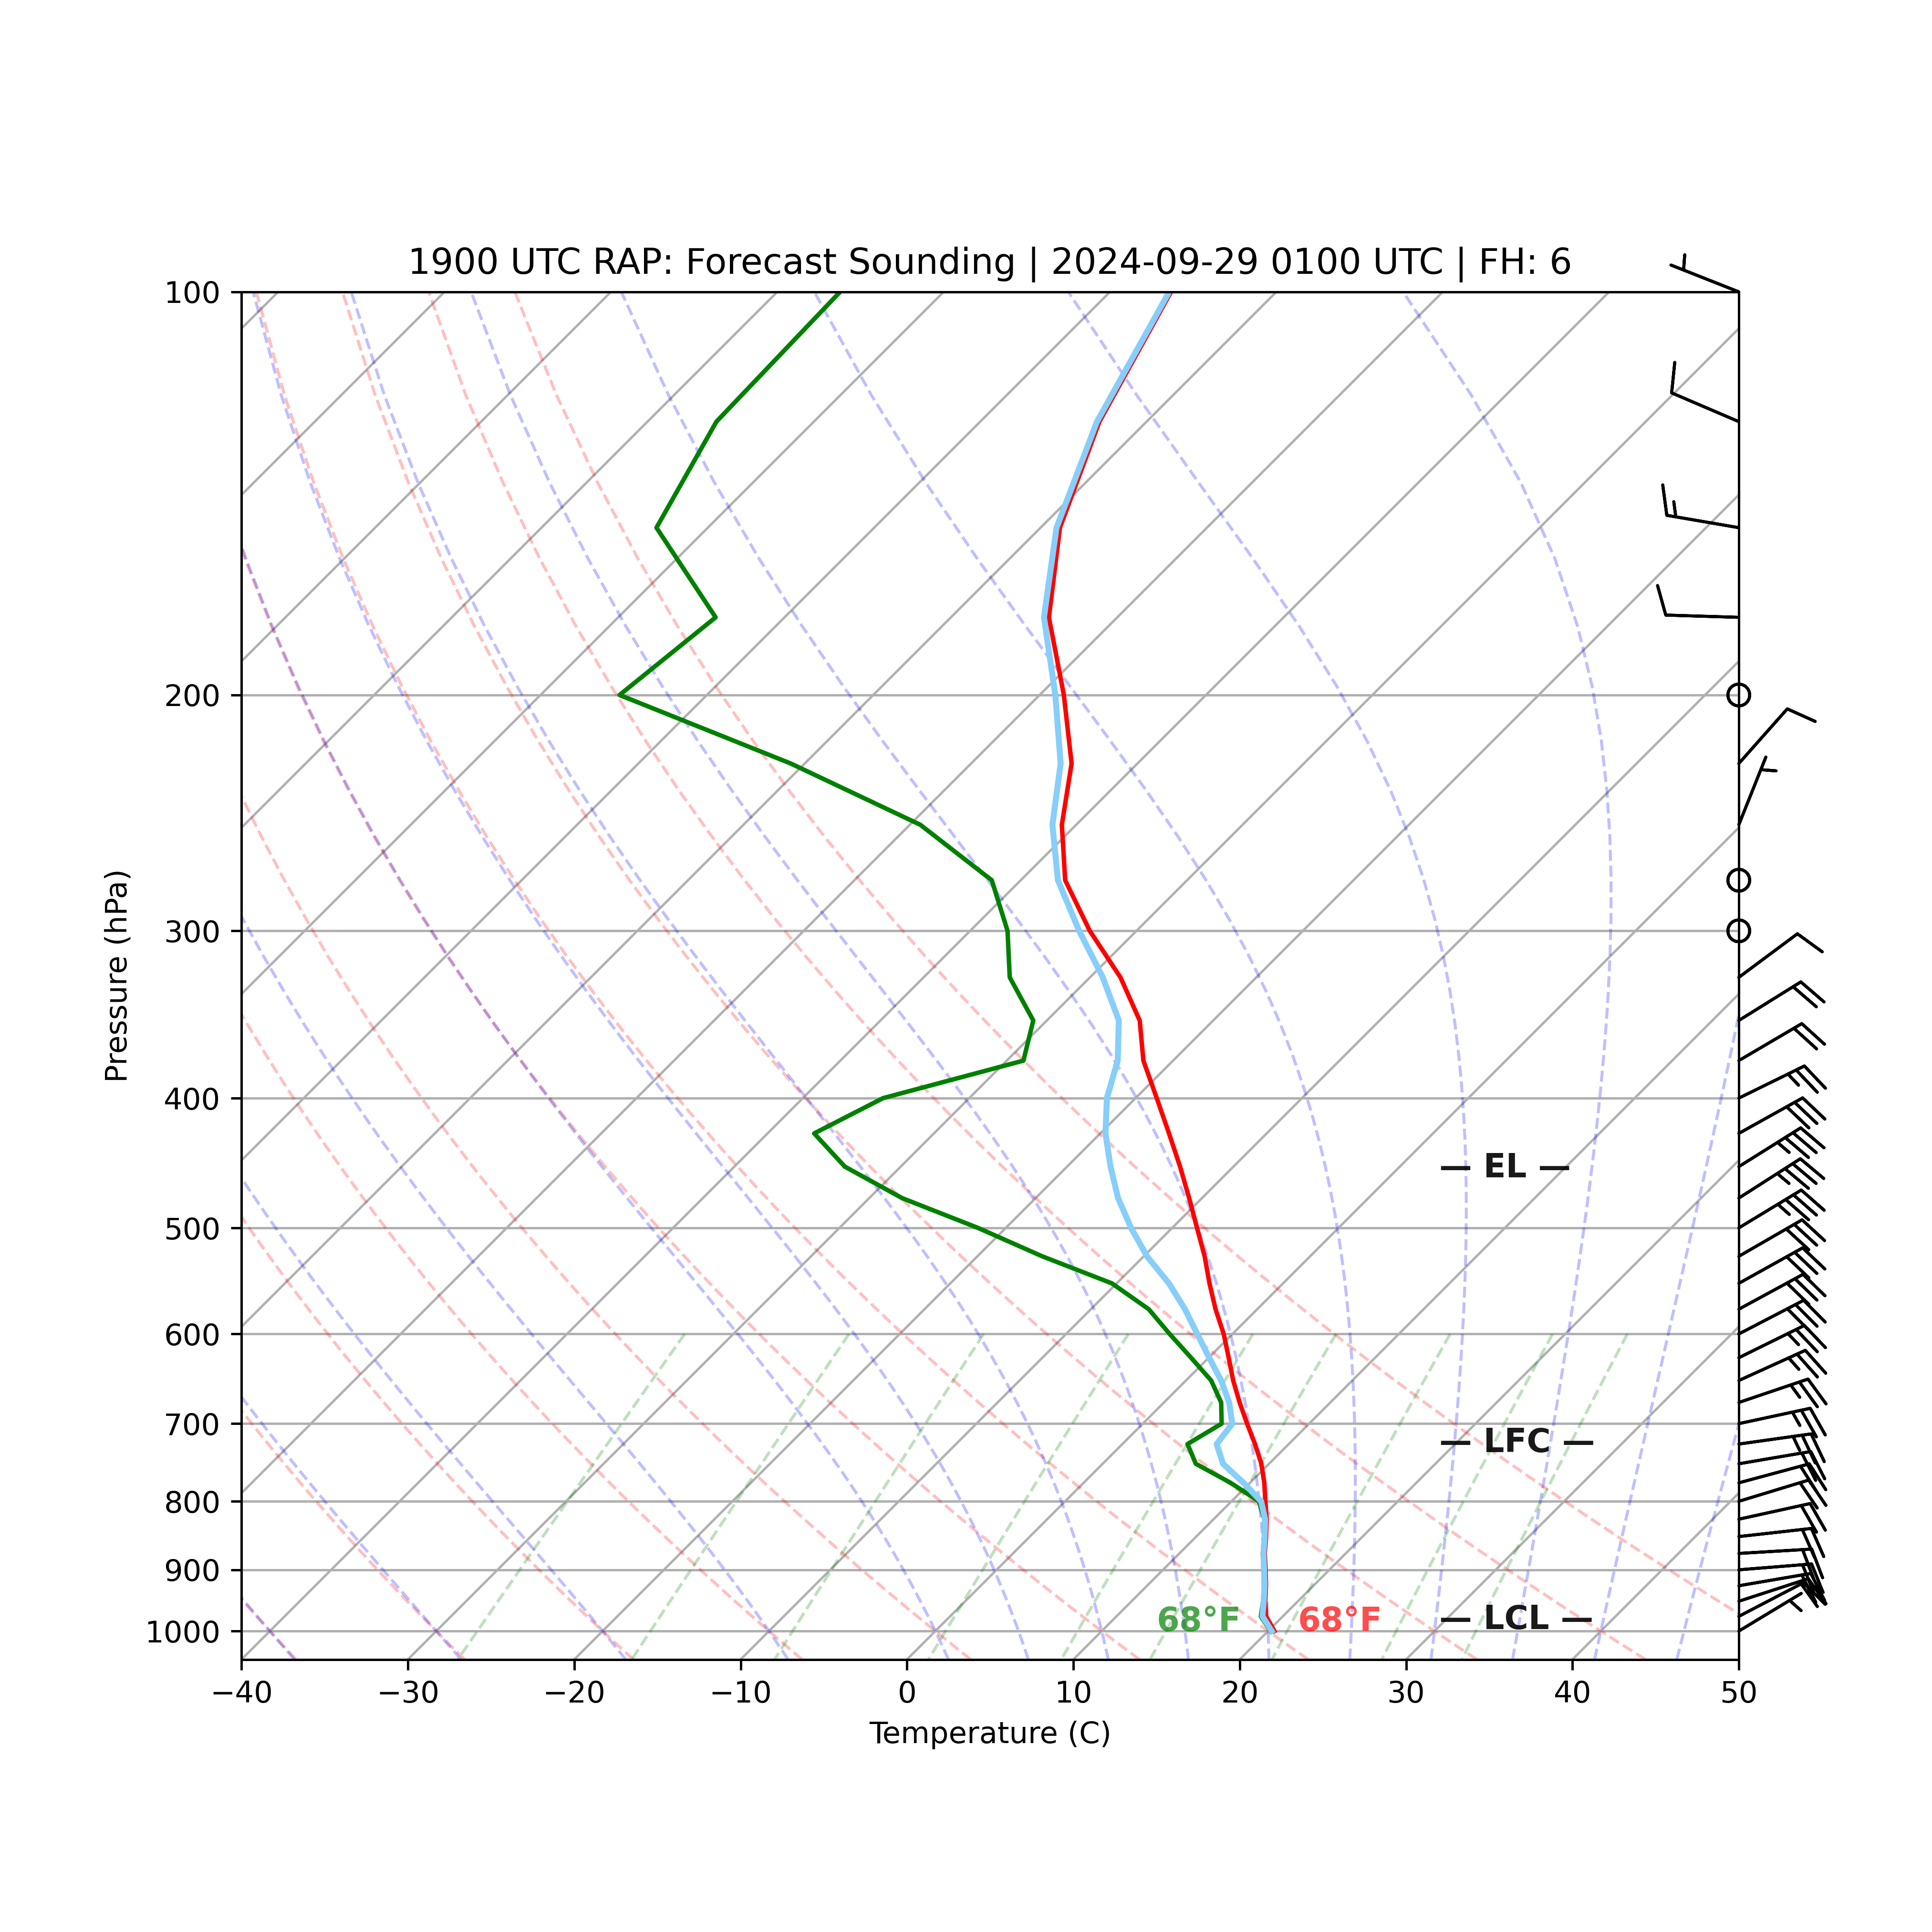 1900 UTC RAP: Forecast Sounding | 2024-09-29 0100 UTC | FH: 6
100
200
300
400
500
600
700
800
900
1000
Pressure (hPa)
— EL —
— LFC —
— LCL —
68°F
68°F
−40
−30
−20
−10
0
10
20
30
40
50
Temperature (C)